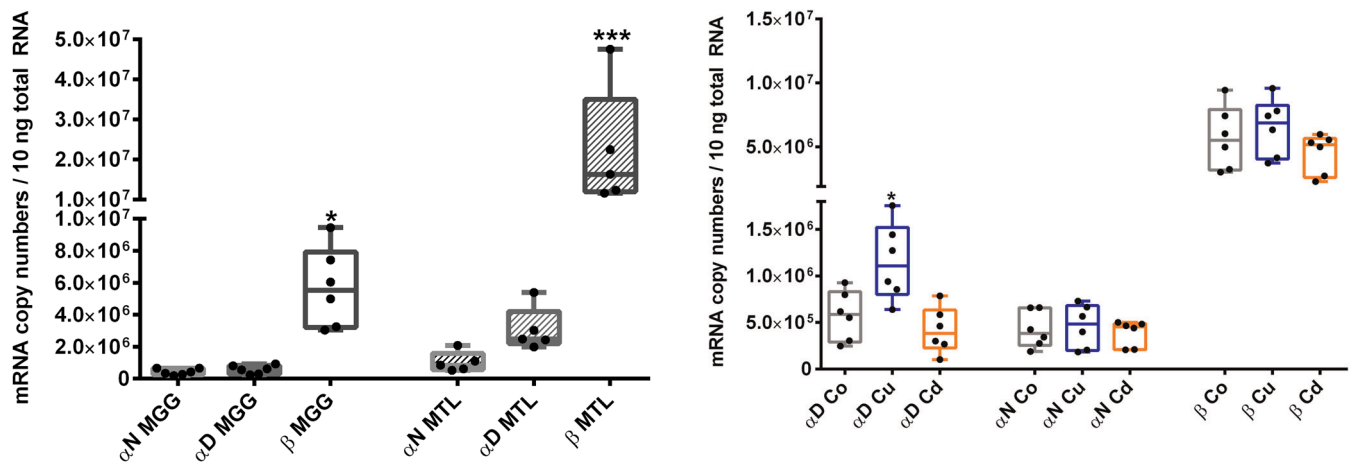 mRNA copy numbers / 10 ng total RNA
5.0×10⁷
4.0×10⁷
3.0×10⁷
2.0×10⁷
1.0×10⁷
1.0×10⁷
8.0×10⁶
6.0×10⁶
4.0×10⁶
2.0×10⁶
0
*
***
αN MGG
αD MGG
β MGG
αN MTL
αD MTL
β MTL
mRNA copy numbers / 10 ng total RNA
1.5×10⁷
1.0×10⁷
5.0×10⁶
1.5×10⁶
1.0×10⁶
5.0×10⁵
0
*
αD Co
αD Cu
αD Cd
αN Co
αN Cu
αN Cd
β Co
β Cu
β Cd